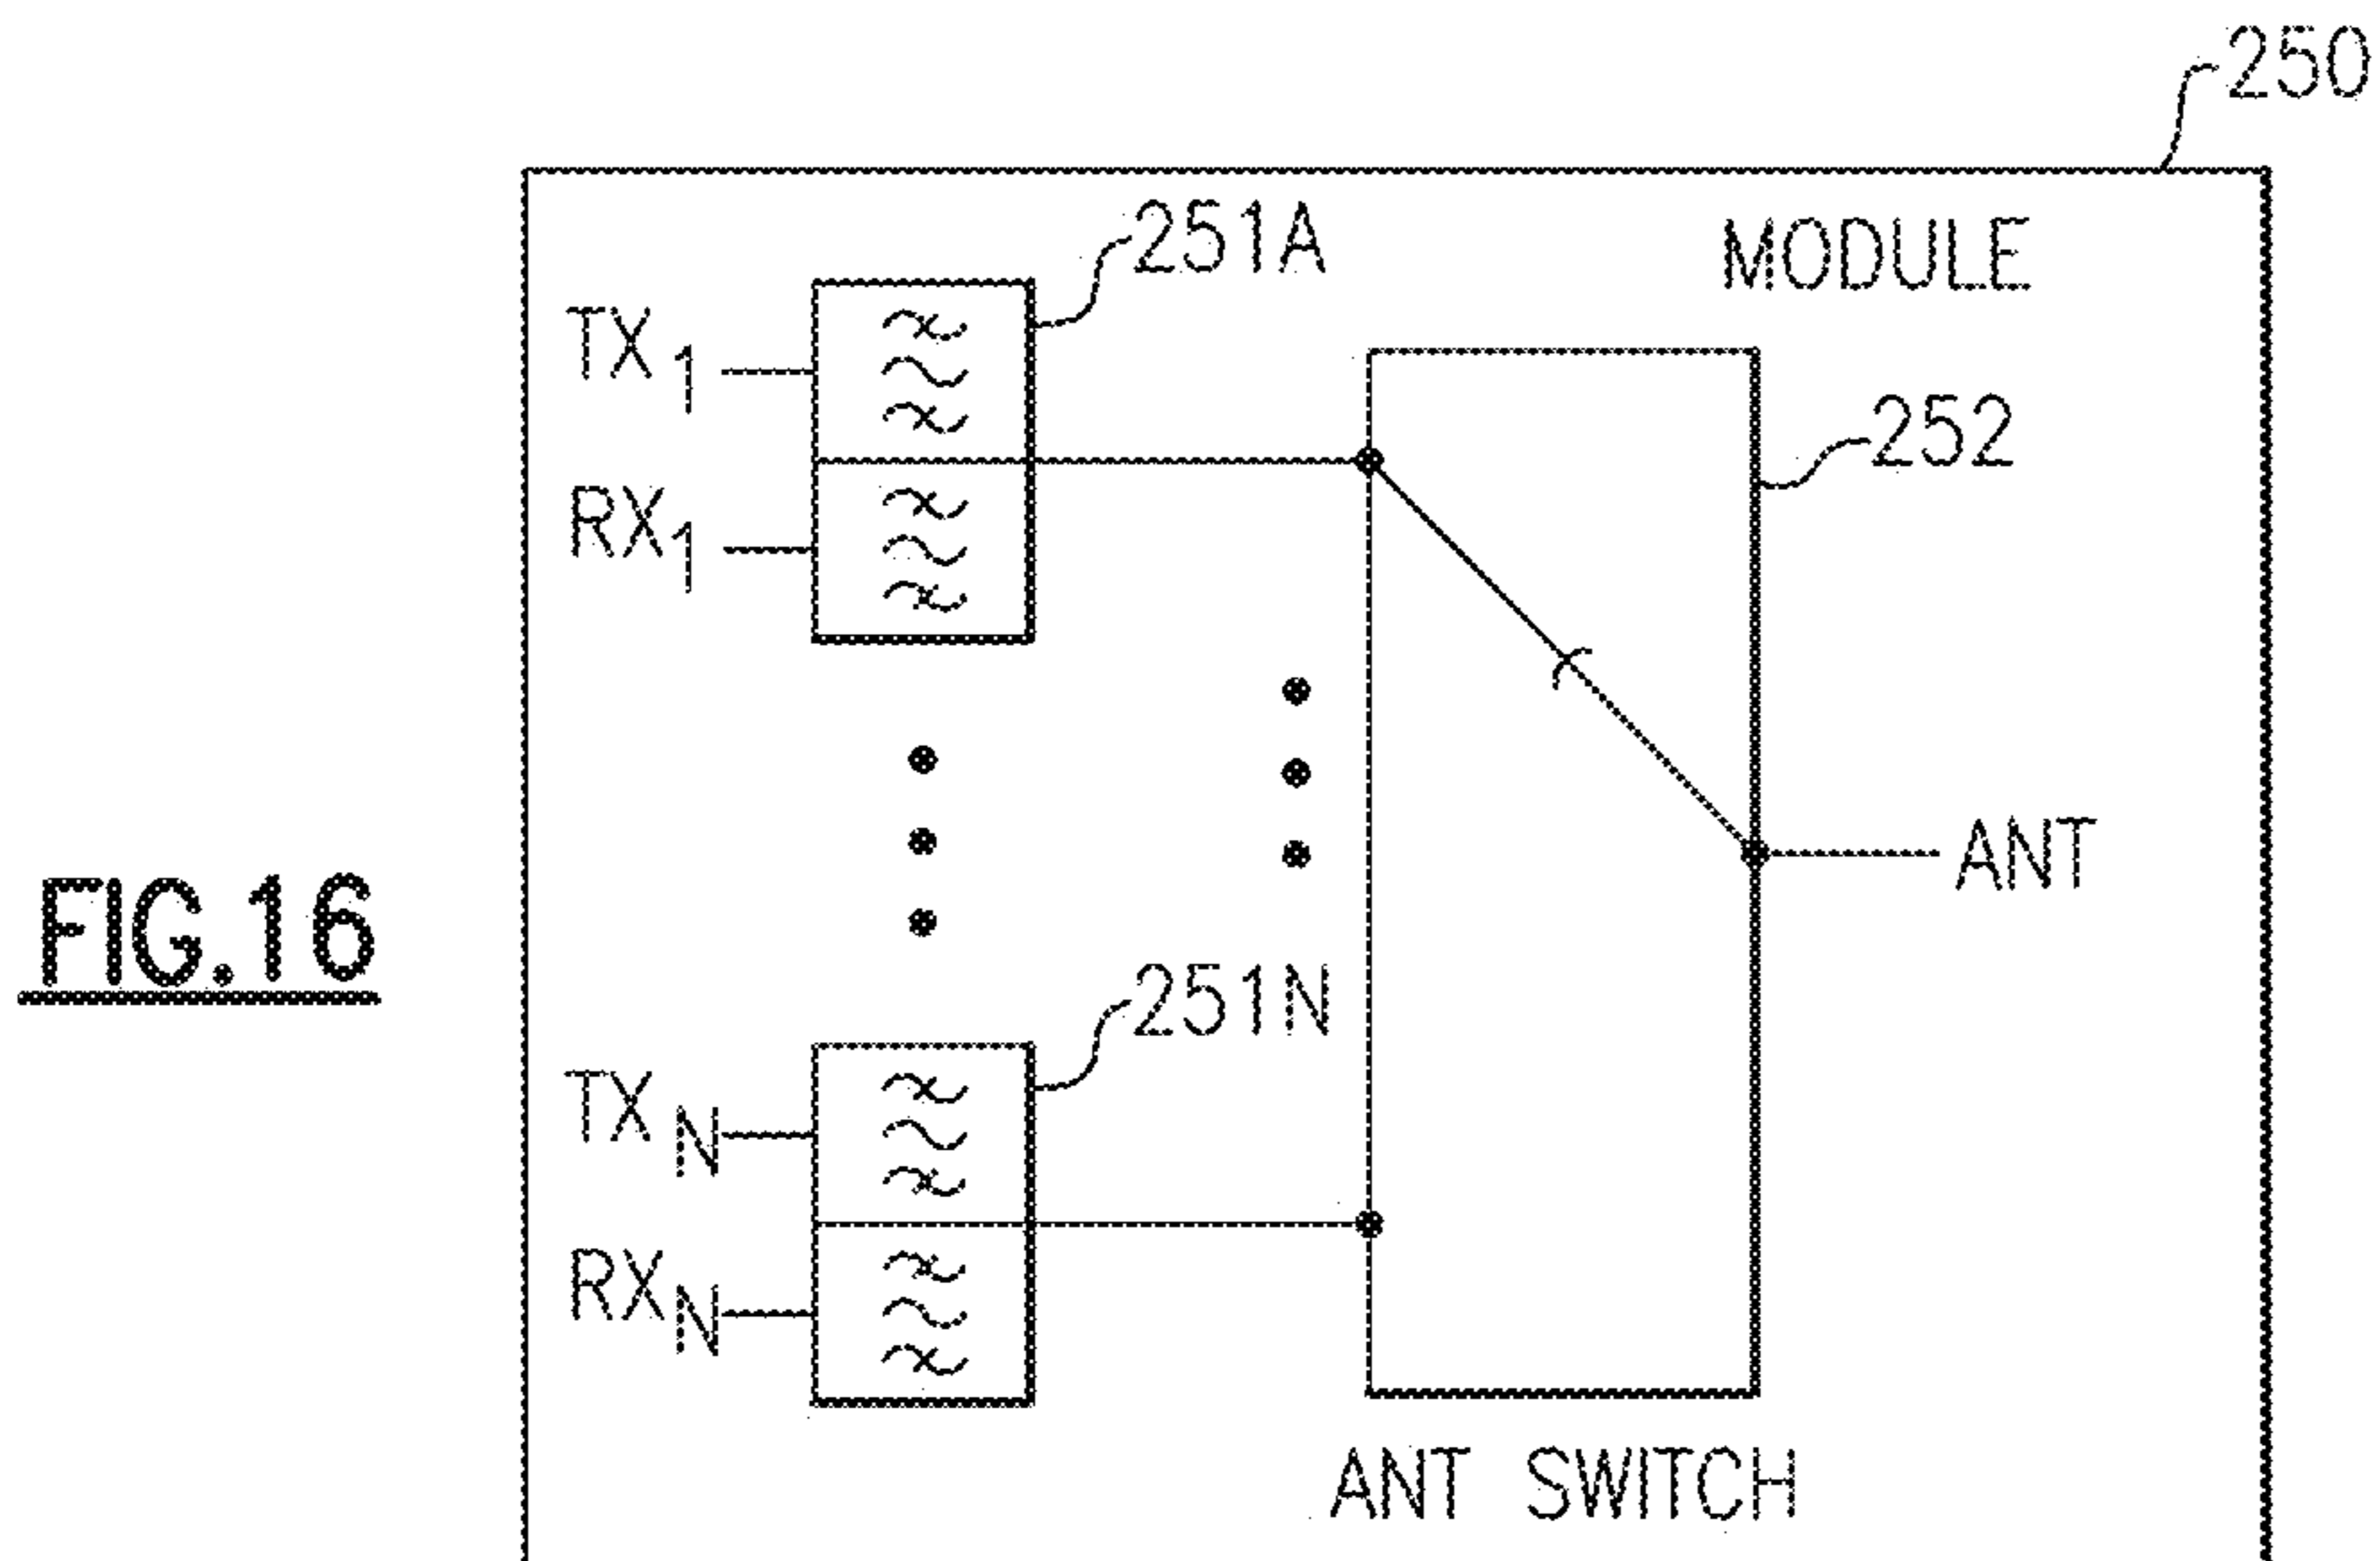 250
MODULE
251A
TX1
RX1
252
ANT
FIG.16
251N
TXN
RXN
ANT SWITCH